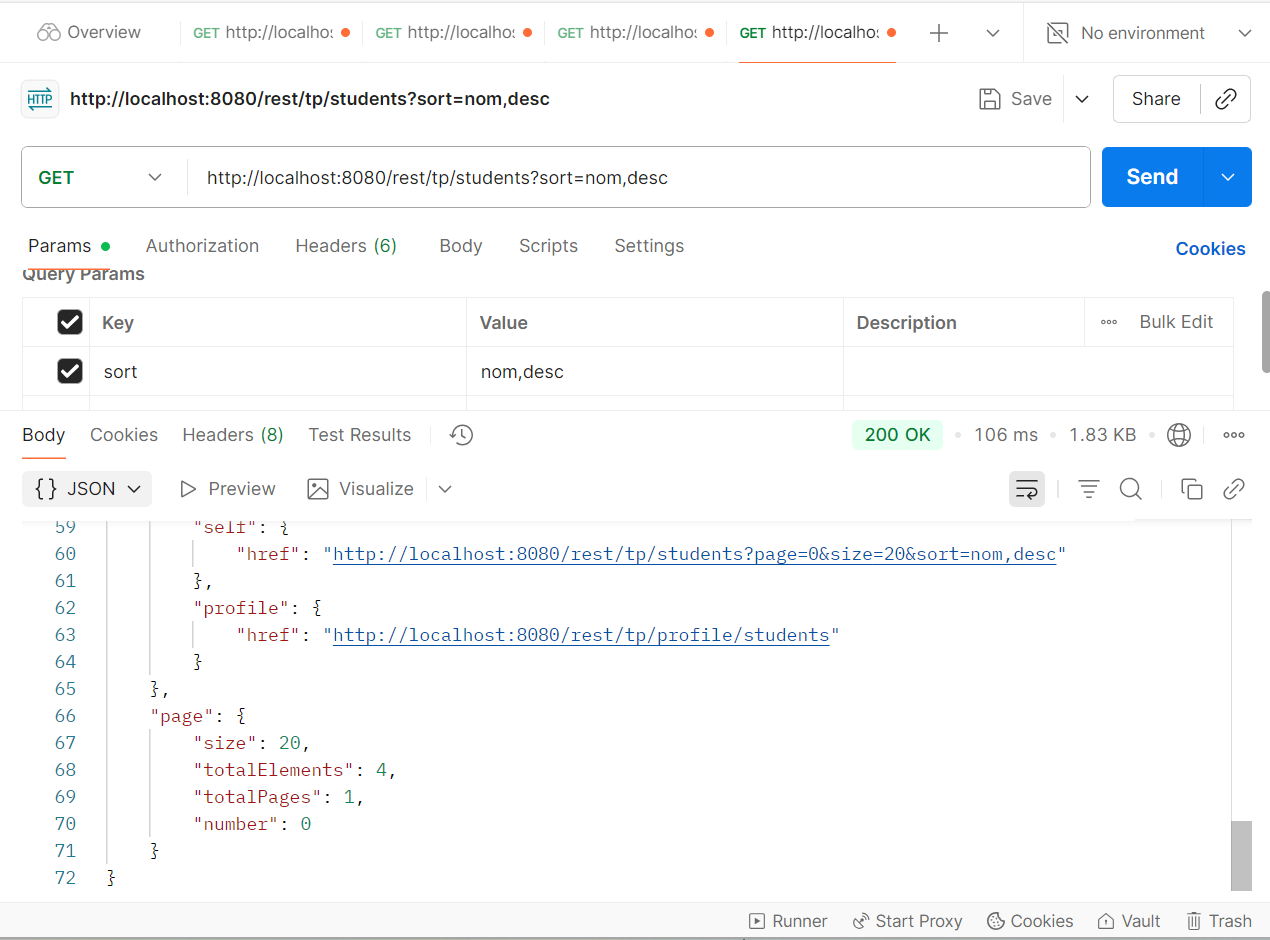 Overview GET http://localhos GET http://localhos GET http://localhos GET http://localhos No environment
HTTP http://localhost:8080/rest/tp/students?sort=nom,desc Save Share
GET http://localhost:8080/rest/tp/students?sort=nom,desc Send
Params Authorization Headers (6) Body Scripts Settings Cookies
Query Params
Key Value Description Bulk Edit
sort nom,desc
Body Cookies Headers (8) Test Results 200 OK 106 ms 1.83 KB
{} JSON Preview Visualize
59 "self": {
60 "href": "http://localhost:8080/rest/tp/students?page=0&size=20&sort=nom,desc"
61 },
62 "profile": {
63 "href": "http://localhost:8080/rest/tp/profile/students"
64 }
65 },
66 "page": {
67 "size": 20,
68 "totalElements": 4,
69 "totalPages": 1,
70 "number": 0
71 }
72 }
Runner Start Proxy Cookies Vault Trash